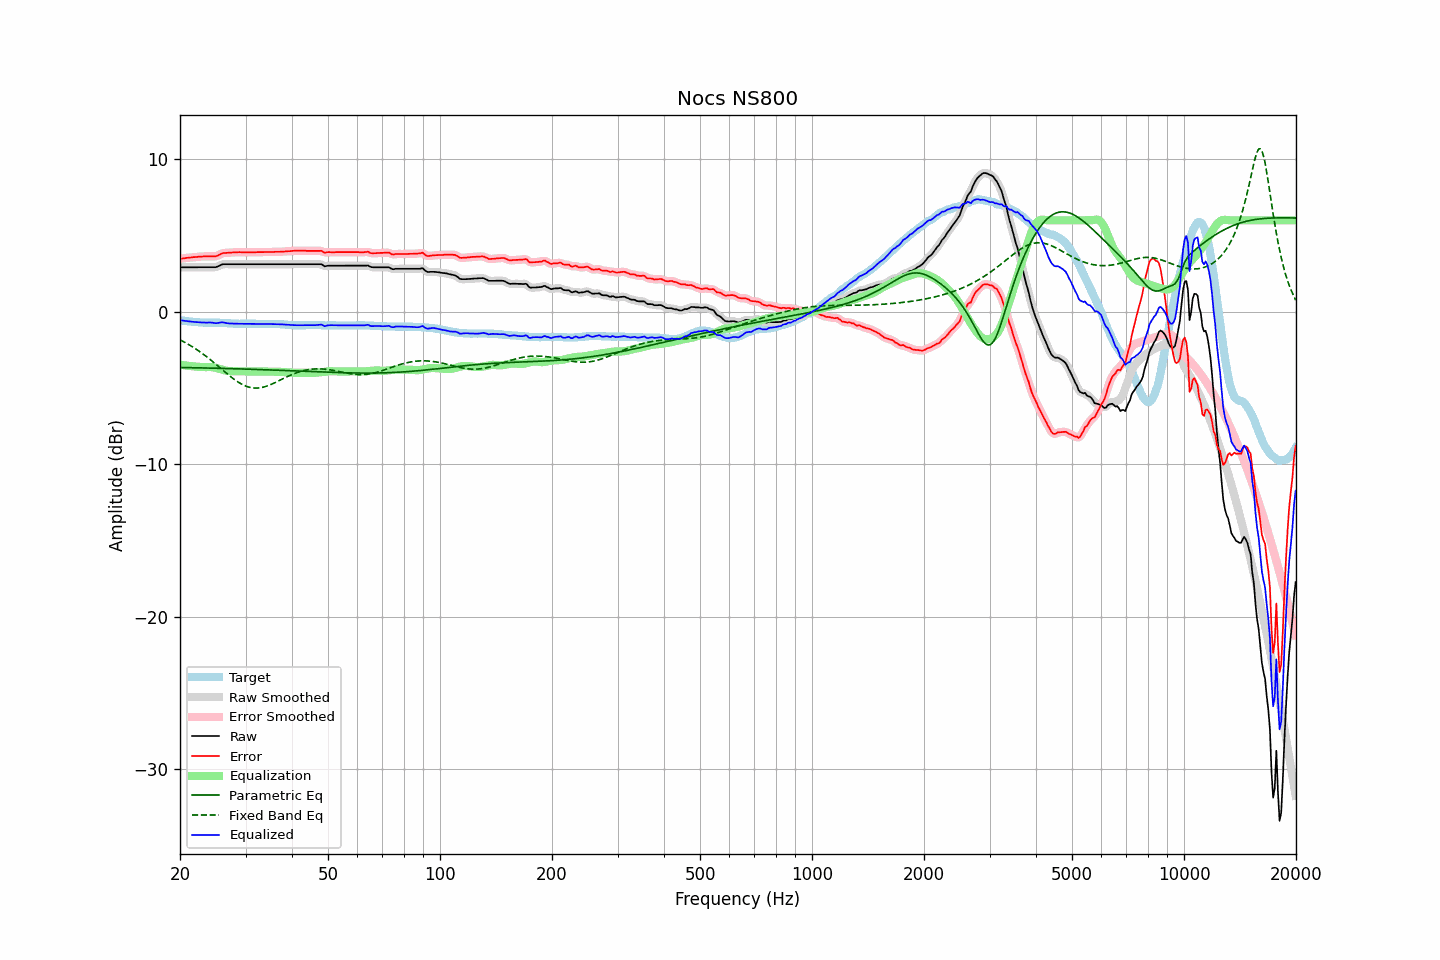 Nocs NS800
Amplitude (dBr)
10
0
−10
−20
−30
Target
Raw Smoothed
Error Smoothed
Raw
Error
Equalization
Parametric Eq
Fixed Band Eq
Equalized
20 50 100 200 500 1000 2000 5000 10000 20000
Frequency (Hz)